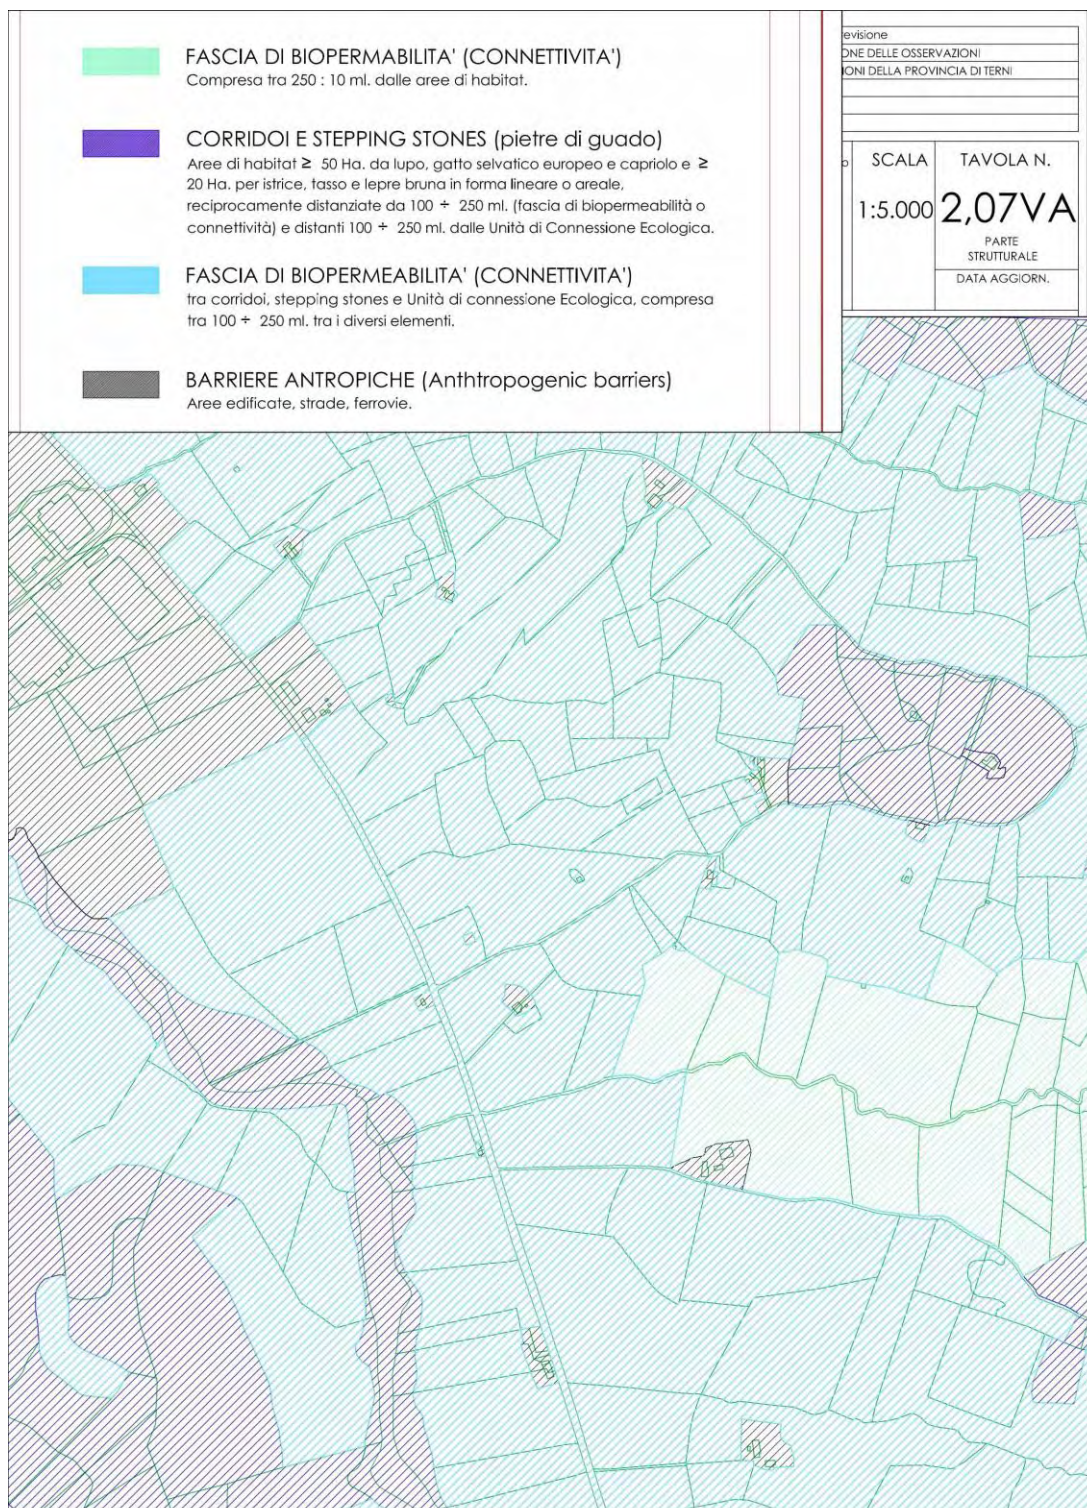 FASCIA DI BIOPERMABILITA' (CONNETTIVITA')
Compresa tra 250 : 10 ml. dalle aree di habitat.
CORRIDOI E STEPPING STONES (pietre di guado)
Aree di habitat ≥ 50 Ha. da lupo, gatto selvatico europeo e capriolo e ≥
20 Ha. per istrice, tasso e lepre bruna in forma lineare o areale,
reciprocamente distanziate da 100 ÷ 250 ml. (fascia di biopermeabilità o
connettività) e distanti 100 ÷ 250 ml. dalle Unità di Connessione Ecologica.
FASCIA DI BIOPERMEABILITA' (CONNETTIVITA')
tra corridoi, stepping stones e Unità di connessione Ecologica, compresa
tra 100 ÷ 250 ml. tra i diversi elementi.
BARRIERE ANTROPICHE (Anthtropogenic barriers)
Aree edificate, strade, ferrovie.
evisione
ONE DELLE OSSERVAZIONI
IONI DELLA PROVINCIA DI TERNI
SCALA
1:5.000
TAVOLA N.
2,07VA
PARTE
STRUTTURALE
DATA AGGIORN.